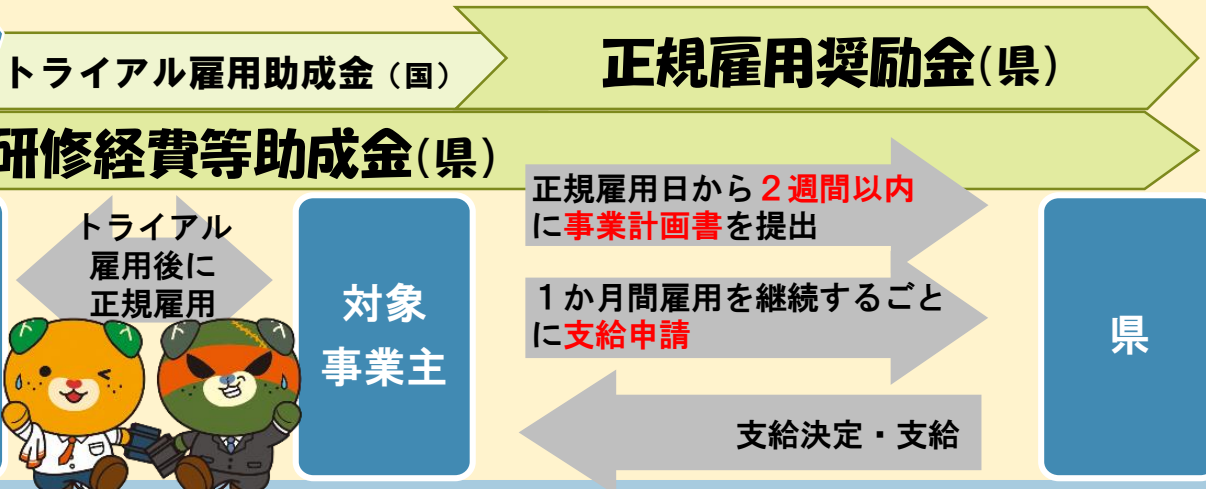 トライアル雇用助成金（国）
正規雇用奨励金(県)
研修経費等助成金(県)
トライアル
雇用後に
正規雇用
対象
事業主
正規雇用日から２週間以内
に事業計画書を提出
１か月間雇用を継続するごと
に支給申請
支給決定・支給
県